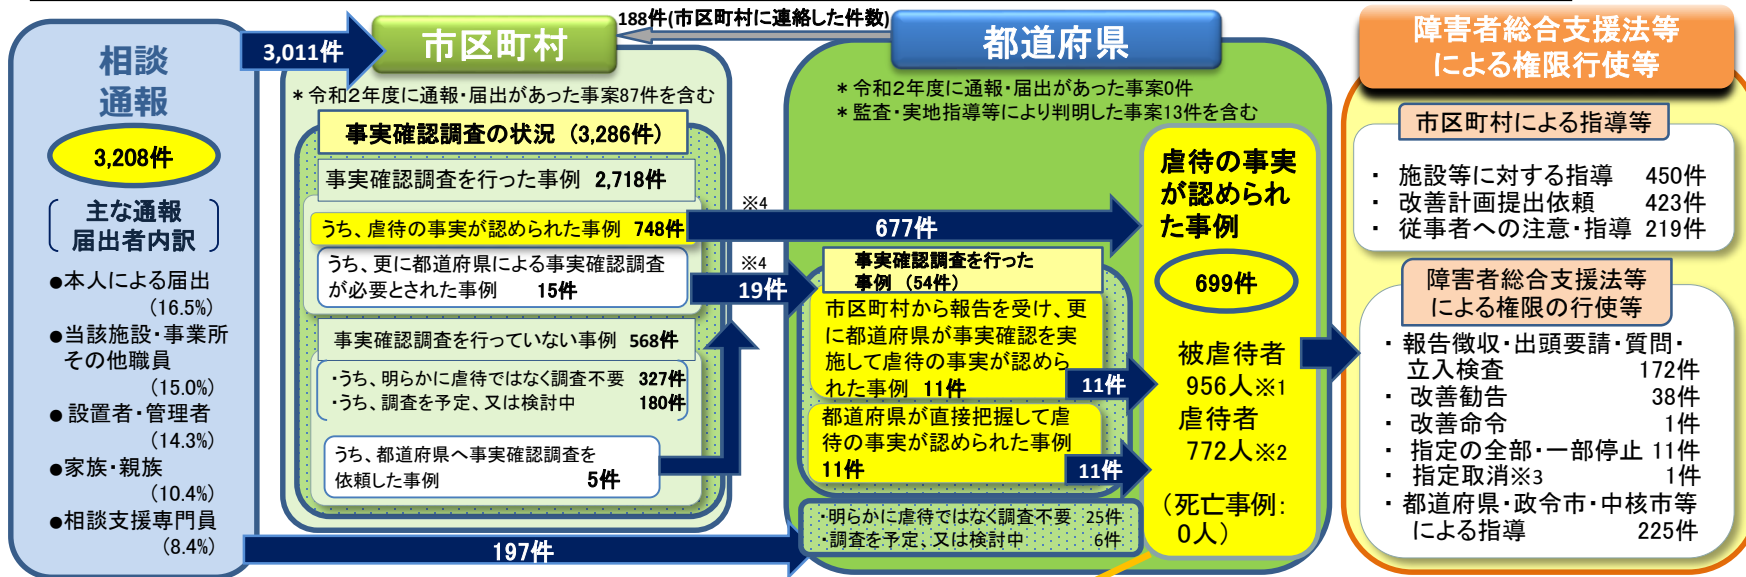 相談
通報
3,208件
主な通報
届出者内訳
●本人による届出
(16.5%)
●当該施設・事業所
その他職員
(15.0%)
●設置者・管理者
(14.3%)
●家族・親族
(10.4%)
●相談支援専門員
(8.4%)
3,011件
197件
188件(市区町村に連絡した件数)
市区町村
*令和2年度に通報・届出があった事案87件を含む
事実確認調査の状況 (3,286件)
事実確認調査を行った事例 2,718件
うち、虐待の事実が認められた事例 748件
うち、更に都道府県による事実確認調査
が必要とされた事例 15件
事実確認調査を行っていない事例 568件
・うち、明らかに虐待ではなく調査不要 327件
・うち、調査を予定、又は検討中 180件
うち、都道府県へ事実確認調査を
依頼した事例 5件
※4
677件
※4
19件
都道府県
*令和2年度に通報・届出があった事案0件
*監査・実地指導等により判明した事案13件を含む
事実確認調査を行った
事例 (54件)
市区町村から報告を受け、更
に都道府県が事実確認を実
施して虐待の事実が認めら
れた事例 11件
11件
都道府県が直接把握して虐
待の事実が認められた事例
11件
11件
・明らかに虐待ではなく調査不要 25件
・調査を予定、又は検討中 6件
虐待の事実
が認められ
た事例
699件
被虐待者
956人※1
虐待者
772人※2
(死亡事例:
0人)
障害者総合支援法等
による権限行使等
市区町村による指導等
・ 施設等に対する指導 450件
・ 改善計画提出依頼 423件
・ 従事者への注意・指導 219件
障害者総合支援法等
による権限の行使等
・報告徴収・出頭要請・質問・
立入検査 172件
・ 改善勧告 38件
・ 改善命令 1件
・ 指定の全部・一部停止 11件
・ 指定取消※3 1件
・ 都道府県・政令市・中核市等
による指導 225件